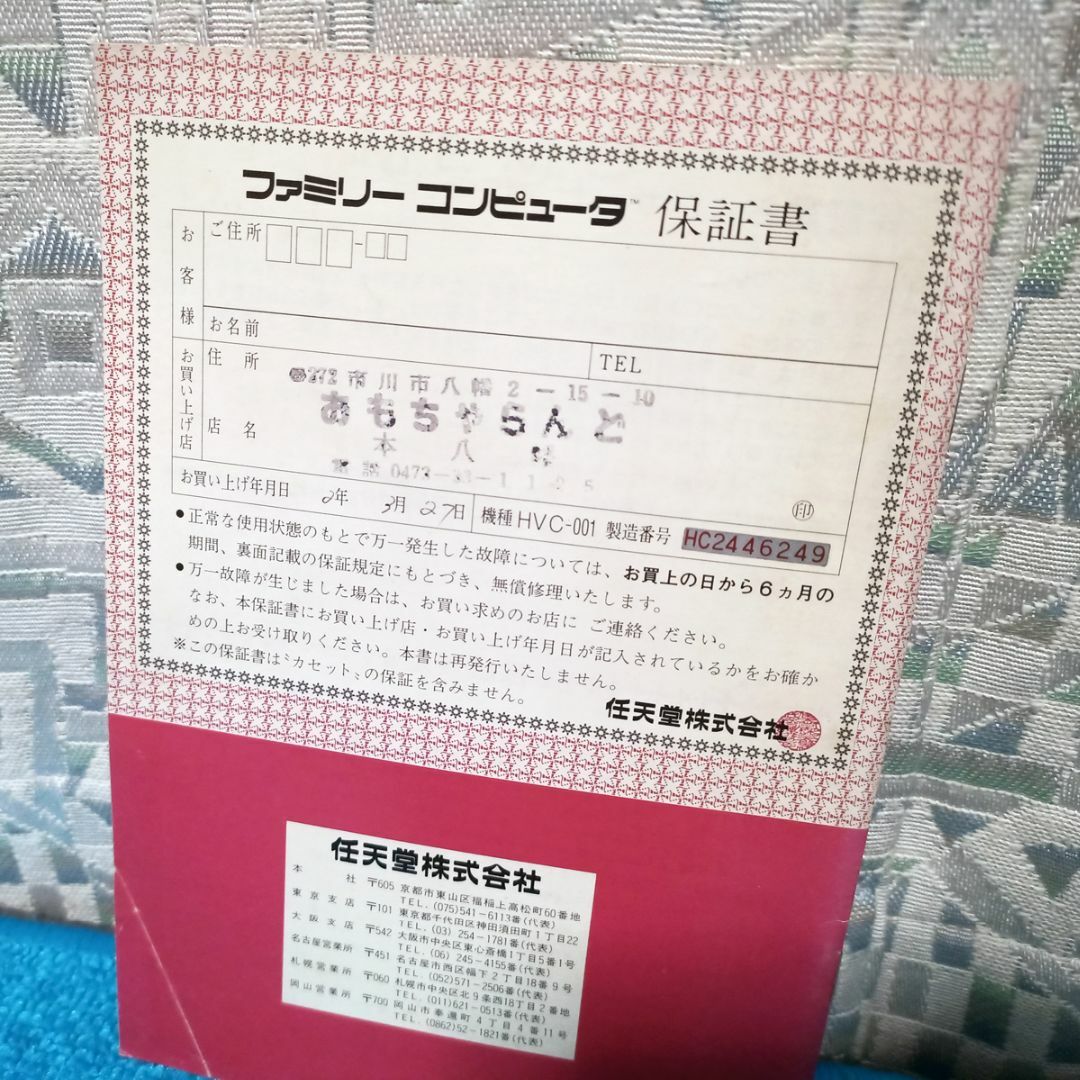 ファミリー コンピュータ™ 保証書
お客様
ご住所
お名前
TEL
お買い上げ店
住所
272 市川市八幡2-15-10
店名
おもちゃらんど
本八
電話 0473-33-1125
印
お買い上げ年月日 2年 3月27日 機種 HVC-001 製造番号 HC2446249
●正常な使用状態のもとで万一発生した故障については、お買上の日から6ヵ月の
期間、裏面記載の保証規定にもとづき、無償修理いたします。
●万一故障が生じました場合は、お買い求めのお店に ご連絡ください。
なお、本保証書にお買い上げ店・お買い上げ年月日が記入されているかをお確か
めの上お受け取りください。本書は再発行いたしません。
※この保証書は〝カセット〟の保証を含みません。
任天堂株式会社
任天堂株式会社
本社 〒605 京都市東山区福稲上高松町60番地
TEL.(075)541-6113番(代表)
東京支店 〒101 東京都千代田区神田須田町1丁目22
TEL.(03) 254-1781番(代表)
大阪支店 〒542 大阪市中央区東心斎橋1丁目5番1号
TEL.(06) 245-4155番(代表)
名古屋営業所 〒451 名古屋市西区幅下2丁目18番9号
TEL.(052)571-2506番(代表)
札幌営業所 〒060 札幌市中央区北9条西18丁目2番地
TEL.(011)621-0513番(代表)
岡山営業所 〒700 岡山市奉還町4丁目4番11号
TEL.(0862)52-1821番(代表)